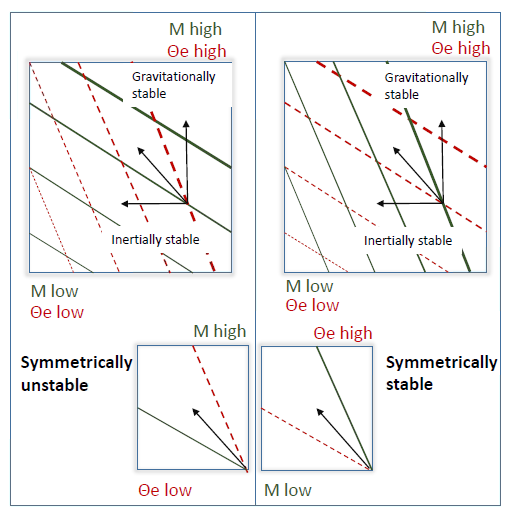 M high
Θe high
Gravitationally
stable
Inertially stable
M low
Θe low
M high
Θe high
Gravitationally
stable
Inertially stable
M low
Θe low
Symmetrically
unstable
M high
Θe low
Θe high
M low
Symmetrically
stable